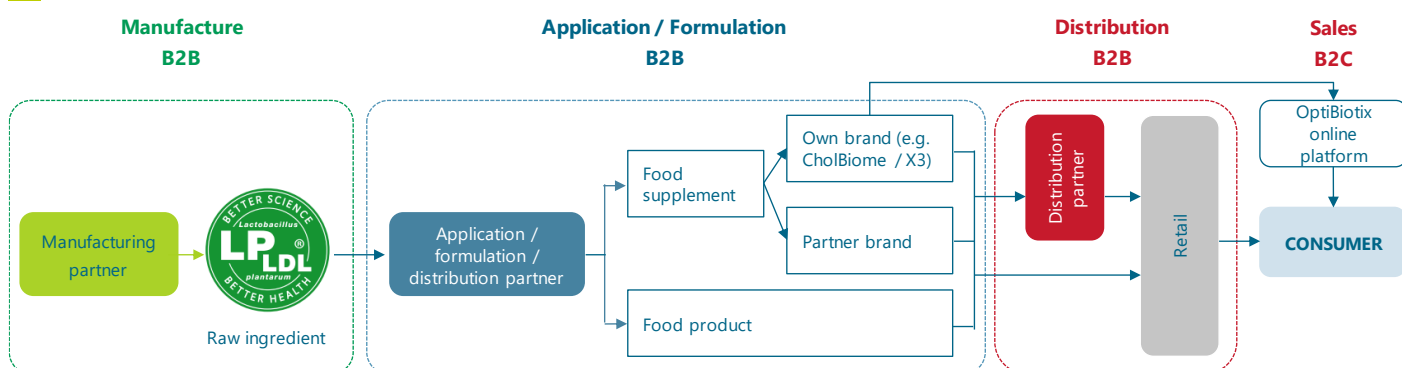 Manufacture
B2B
Application / Formulation
B2B
Distribution
B2B
Sales
B2C
Manufacturing
partner
BETTER SCIENCE
Lactobacillus
LP ®
LDL
plantarum
BETTER HEALTH
Raw ingredient
Application /
formulation /
distribution partner
Food
supplement
Own brand (e.g.
CholBiome / X3)
Partner brand
Food product
Distribution
partner
Retail
OptiBiotix
online
platform
CONSUMER